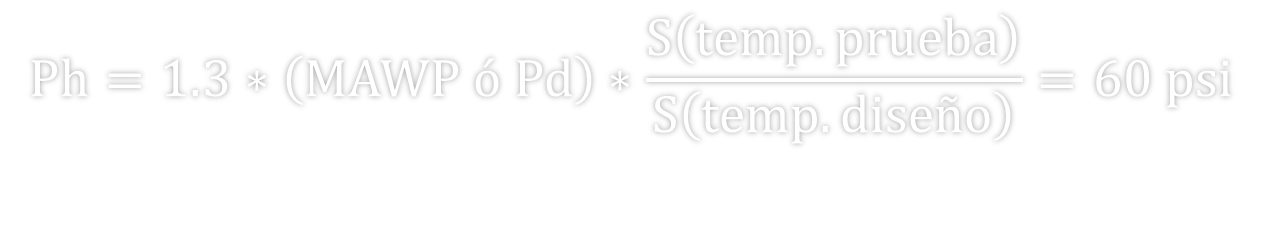 Ph = 1.3 * (MAWP ó Pd) * S(temp. prueba) / S(temp. diseño) = 60 psi